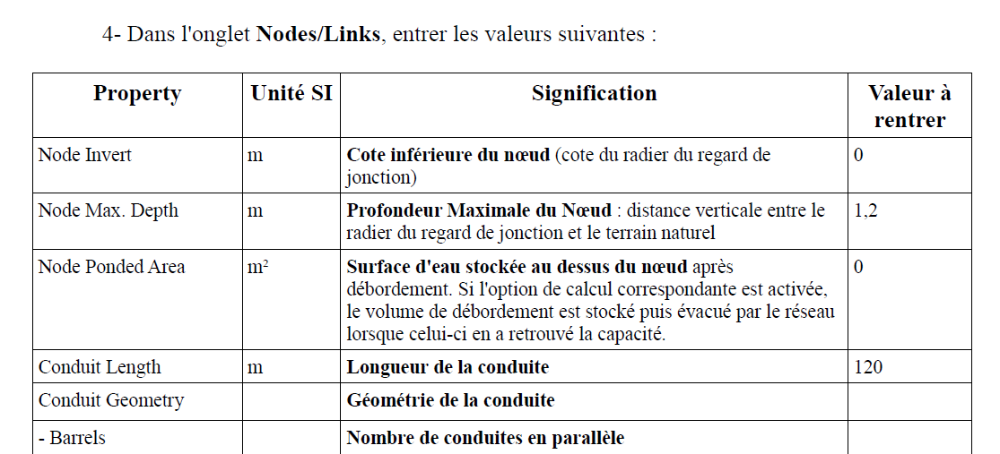 4- Dans l'onglet Nodes/Links, entrer les valeurs suivantes :
Property Unité SI Signification Valeur à
rentrer
Node Invert m Cote inférieure du nœud (cote du radier du regard de 0
jonction)
Node Max. Depth m Profondeur Maximale du Nœud : distance verticale entre le 1,2
radier du regard de jonction et le terrain naturel
Node Ponded Area m² Surface d'eau stockée au dessus du nœud après 0
débordement. Si l'option de calcul correspondante est activée,
le volume de débordement est stocké puis évacué par le réseau
lorsque celui-ci en a retrouvé la capacité.
Conduit Length m Longueur de la conduite 120
Conduit Geometry Géométrie de la conduite
- Barrels Nombre de conduites en parallèle